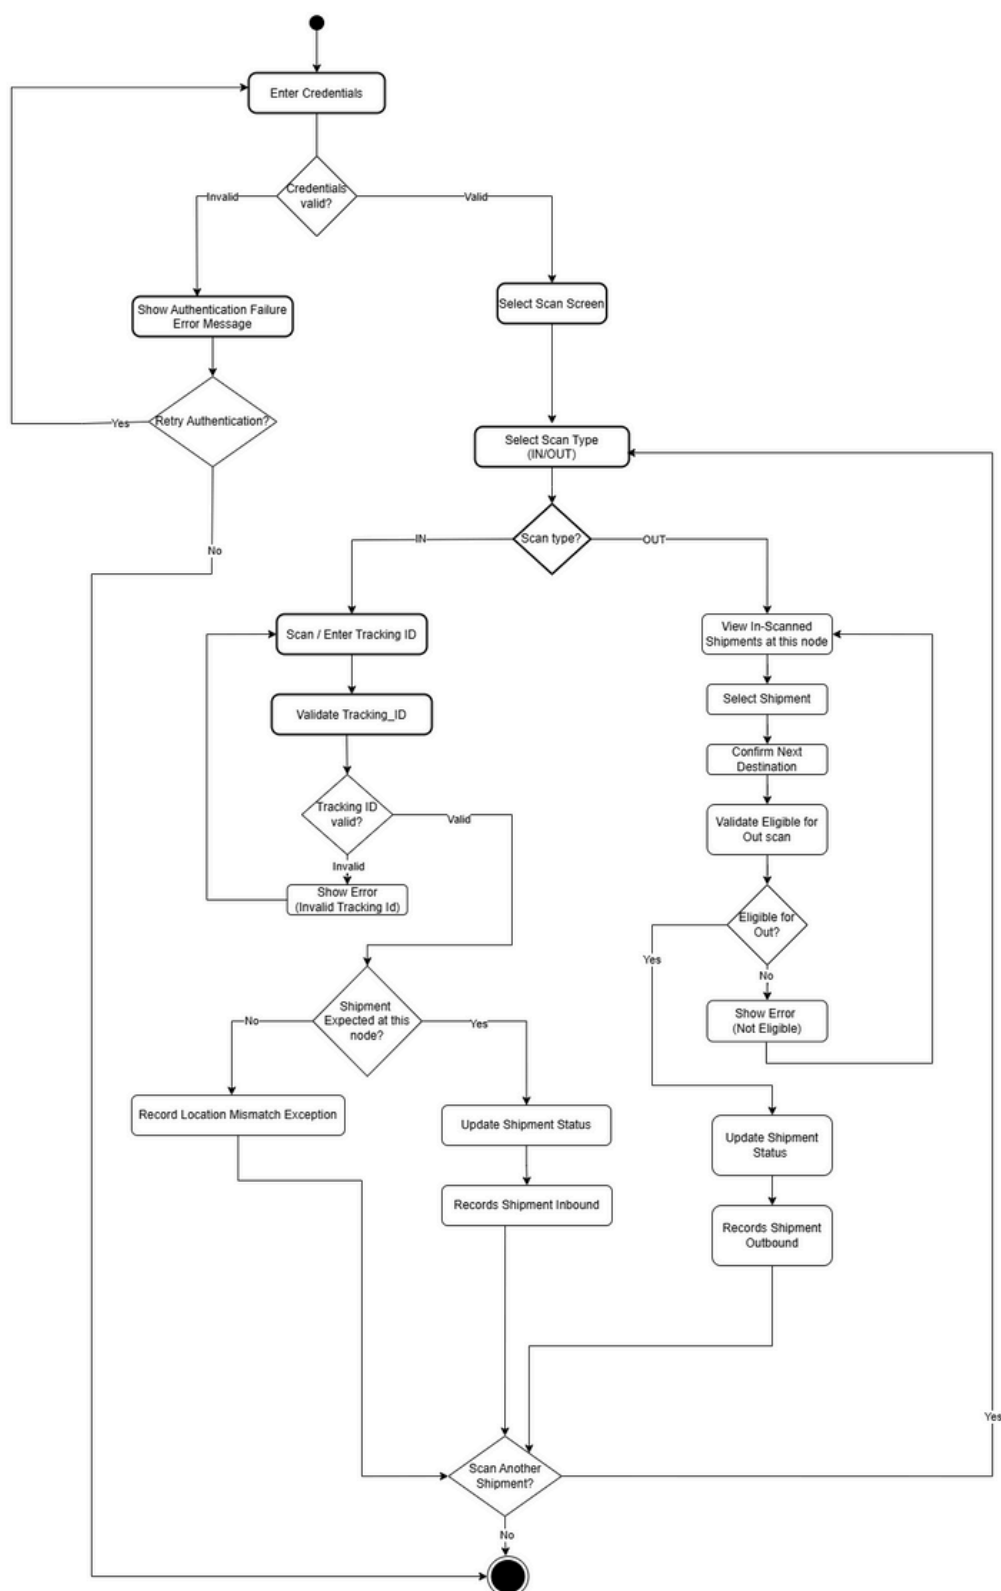 Enter Credentials
Credentials
valid?
Invalid
Valid
Select Scan Screen
Show Authentication Failure
Error Message
Retry Authentication?
Yes
No
Select Scan Type
(IN/OUT)
Scan type?
IN
OUT
Scan / Enter Tracking ID
Validate Tracking_ID
Tracking ID
valid?
Valid
Invalid
Show Error
(Invalid Tracking Id)
View In-Scanned
Shipments at this node
Select Shipment
Confirm Next
Destination
Validate Eligible for
Out scan
Eligible for
Out?
Yes
No
Show Error
(Not Eligible)
Shipment
Expected at this
node?
No
Yes
Record Location Mismatch Exception
Update Shipment Status
Records Shipment Inbound
Update Shipment
Status
Records Shipment
Outbound
Scan Another
Shipment?
Yes
No